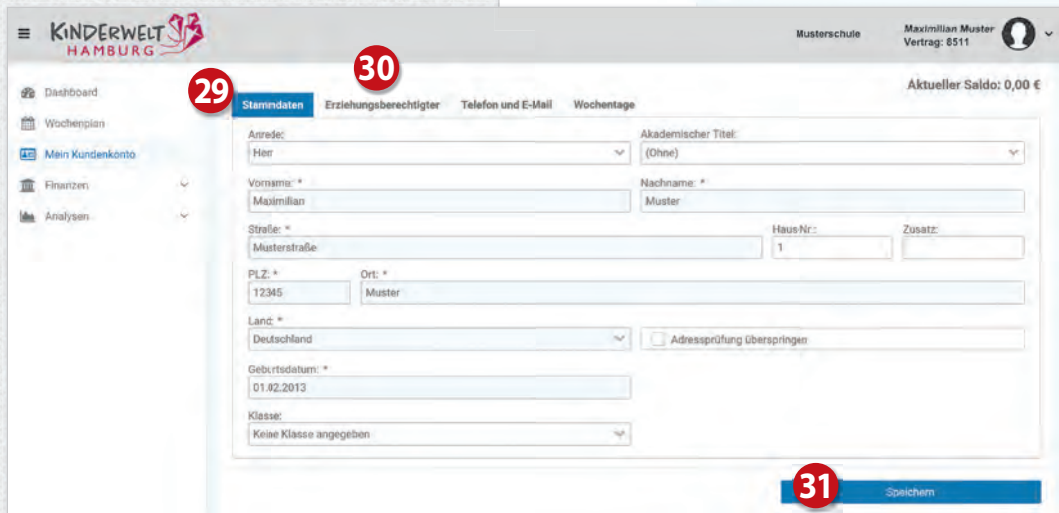 KiNDERWELT
HAMBURG
Musterschule
Maximilian Muster
Vertrag: 8511
Aktueller Saldo: 0,00 €
Dashboard
Wochenplan
Mein Kundenkonto
Finanzen
Analysen
29
30
Stammdaten Erziehungsberechtigter Telefon und E-Mail Wochentage
Anrede: Akademischer Titel:
Herr (Ohne)
Vorname: * Nachname: *
Maximilian Muster
Straße: * Haus-Nr.: Zusatz:
Musterstraße 1
PLZ: * Ort: *
12345 Muster
Land: *
Deutschland Adressprüfung überspringen
Geburtsdatum: *
01.02.2013
Klasse:
Keine Klasse angegeben
31 Speichern